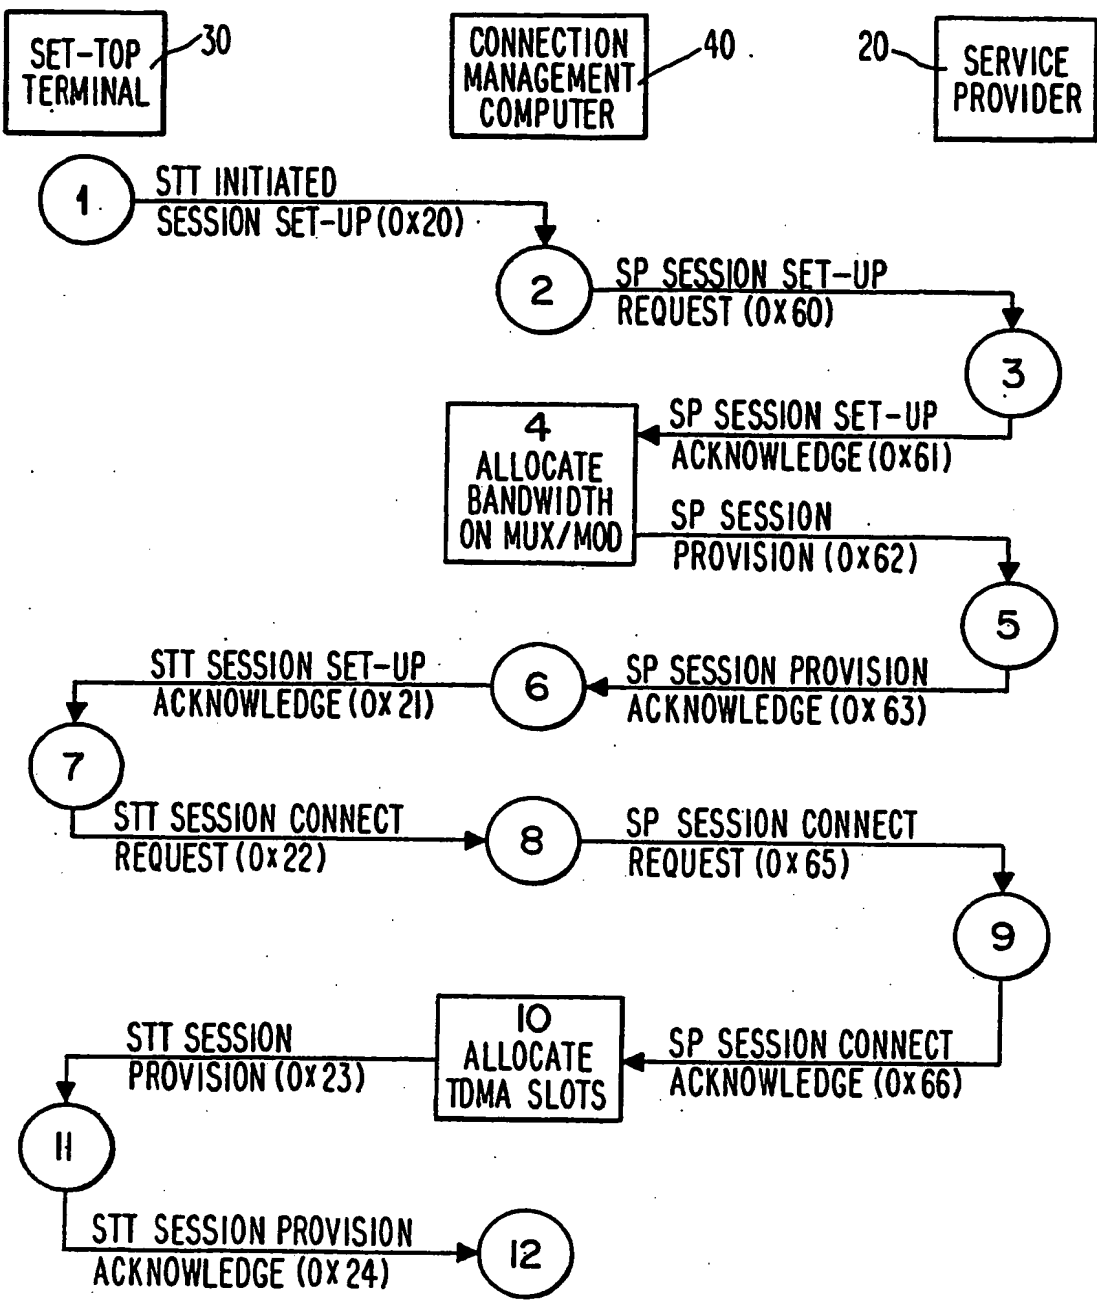 SET-TOP
TERMINAL
30
CONNECTION
MANAGEMENT
COMPUTER
40
20
SERVICE
PROVIDER
1
STT INITIATED
SESSION SET-UP (0X20)
2
SP SESSION SET-UP
REQUEST (0X60)
3
SP SESSION SET-UP
ACKNOWLEDGE (0X61)
4
ALLOCATE
BANDWIDTH
ON MUX/MOD
SP SESSION
PROVISION (0X62)
5
SP SESSION PROVISION
ACKNOWLEDGE (0X63)
6
STT SESSION SET-UP
ACKNOWLEDGE (0X21)
7
STT SESSION CONNECT
REQUEST (0X22)
8
SP SESSION CONNECT
REQUEST (0X65)
9
SP SESSION CONNECT
ACKNOWLEDGE (0X66)
10
ALLOCATE
TDMA SLOTS
STT SESSION
PROVISION (0X23)
11
STT SESSION PROVISION
ACKNOWLEDGE (0X24)
12